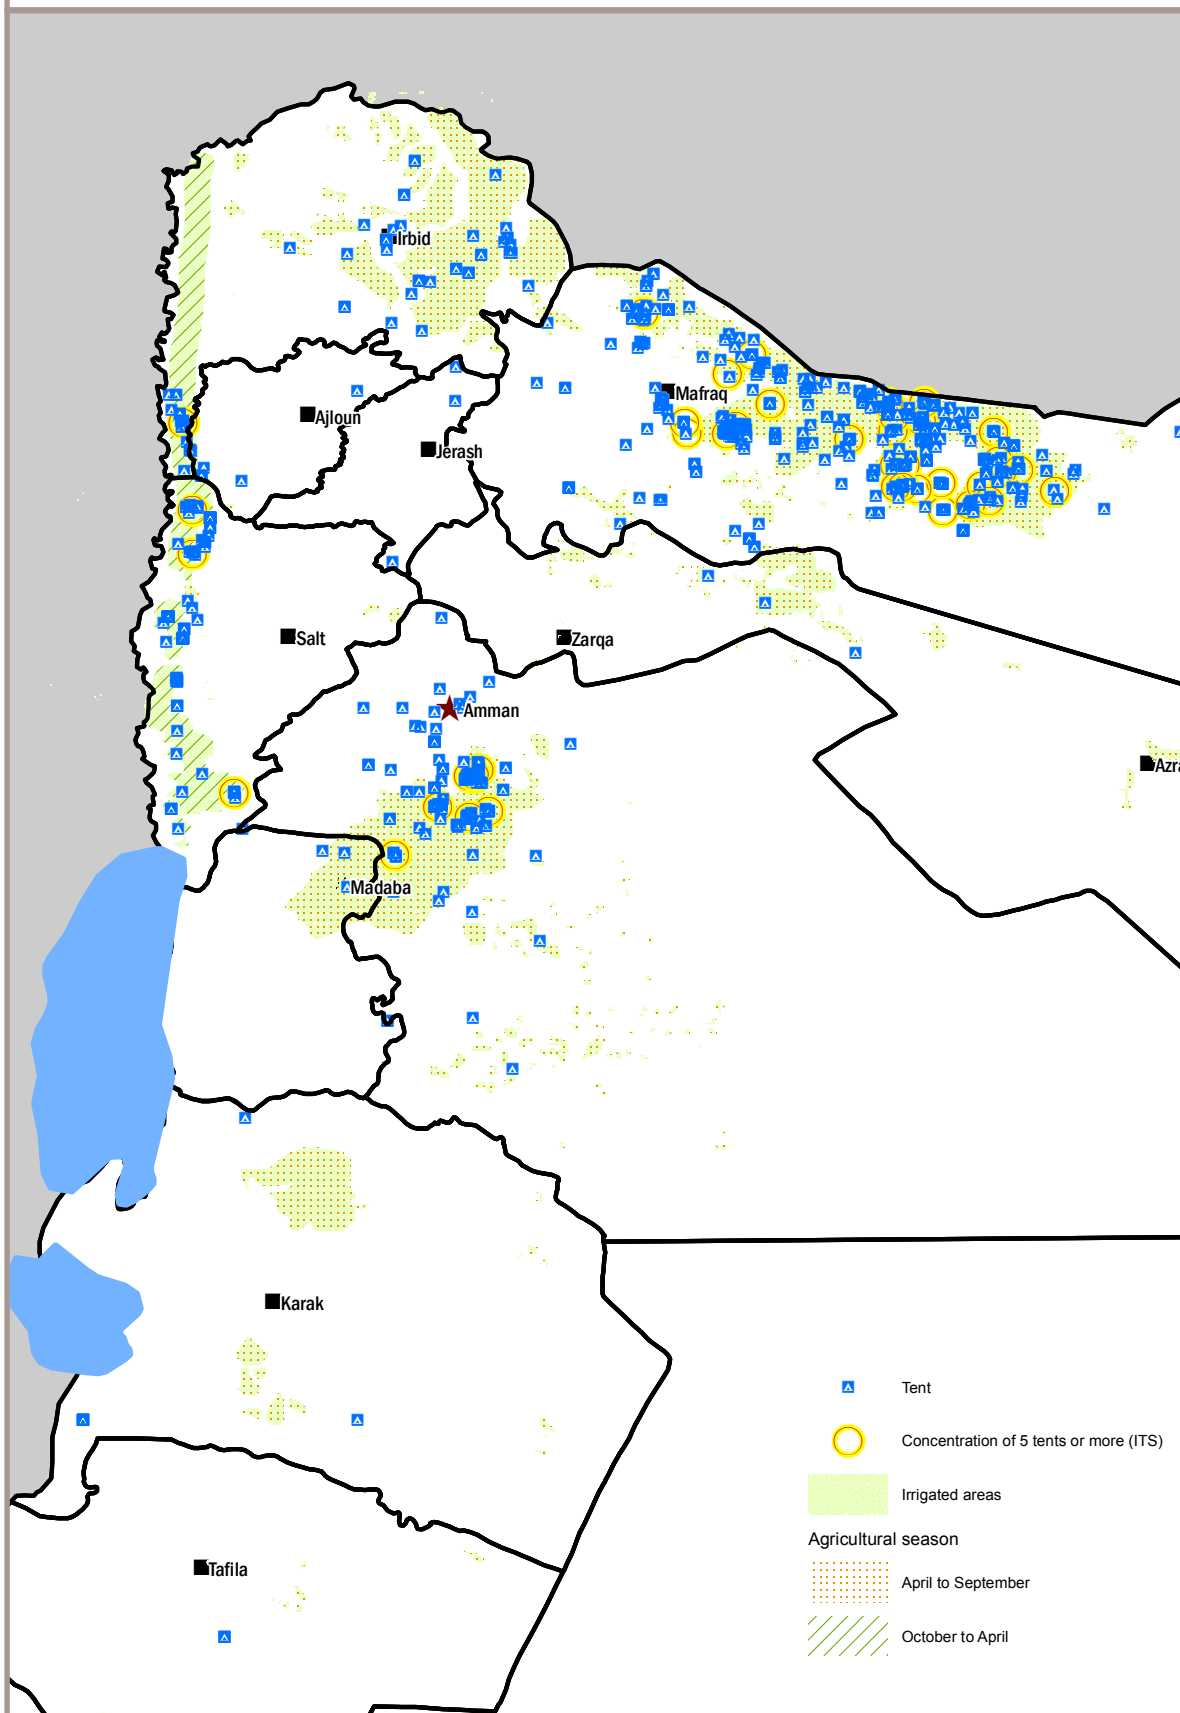 Irbid
Mafraq
Ajloun
Jerash
Salt
Zarqa
Amman
Azra
Madaba
Karak
Tafila
Tent
Concentration of 5 tents or more (ITS)
Irrigated areas
Agricultural season
April to September
October to April